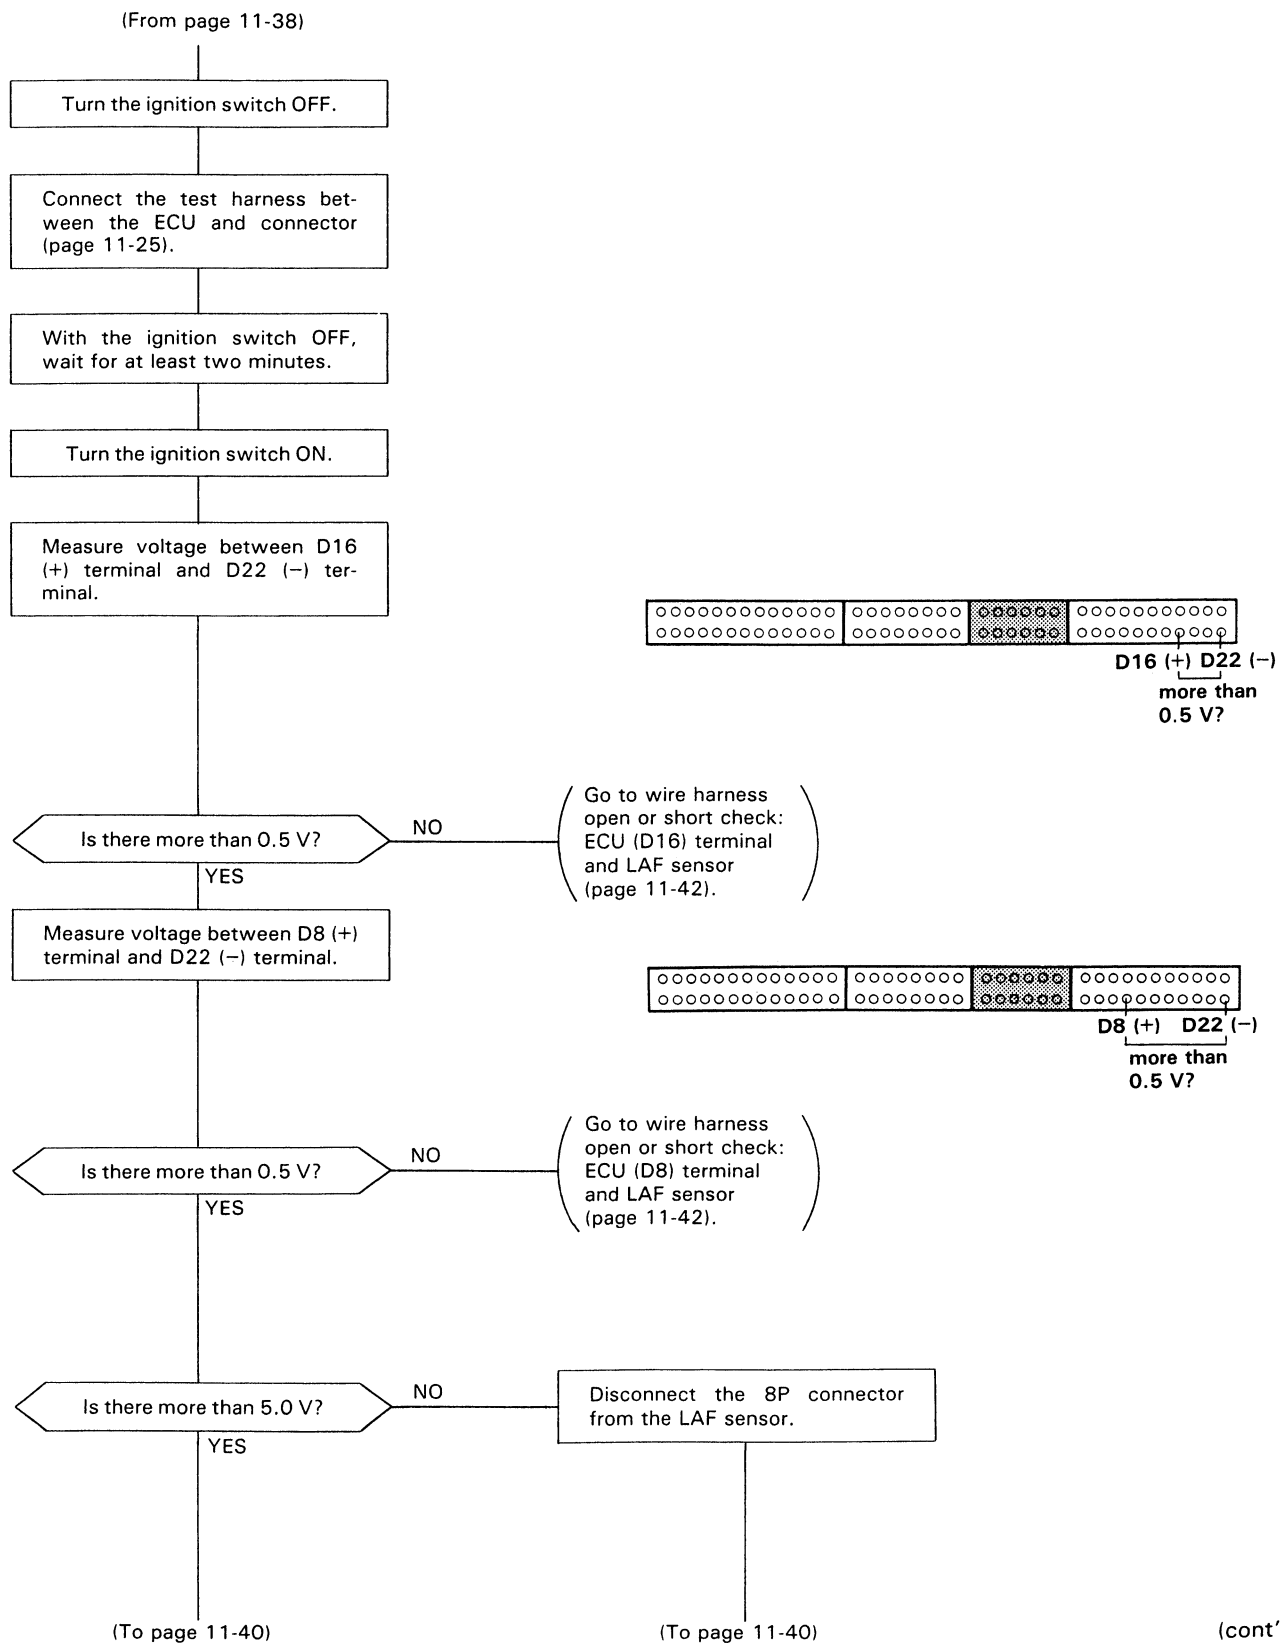 (From page 11-38)
Turn the ignition switch OFF.
Connect the test harness bet-
ween the ECU and connector
(page 11-25).
With the ignition switch OFF,
wait for at least two minutes.
Turn the ignition switch ON.
Measure voltage between D16
(+) terminal and D22 (−) ter-
minal.
D16 (+) D22 (−)
more than
0.5 V?
Is there more than 0.5 V?
NO
Go to wire harness
open or short check:
ECU (D16) terminal
and LAF sensor
(page 11-42).
YES
Measure voltage between D8 (+)
terminal and D22 (−) terminal.
D8 (+) D22 (−)
more than
0.5 V?
Is there more than 0.5 V?
NO
Go to wire harness
open or short check:
ECU (D8) terminal
and LAF sensor
(page 11-42).
YES
Is there more than 5.0 V?
NO
Disconnect the 8P connector
from the LAF sensor.
YES
(To page 11-40)
(To page 11-40)
(cont'